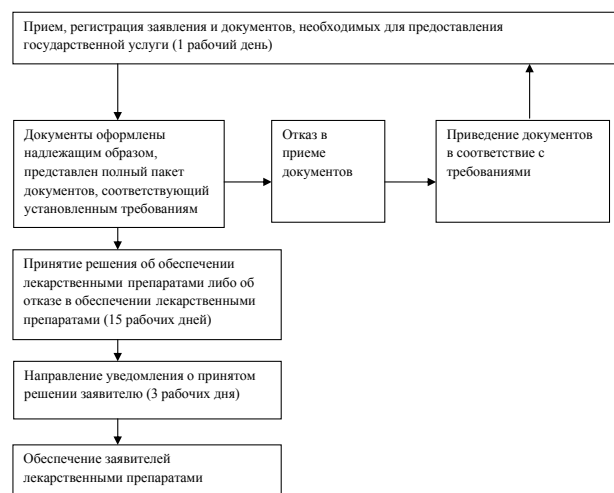 Прием, регистрация заявления и документов, необходимых для предоставления
государственной услуги (1 рабочий день)
Документы оформлены
надлежащим образом,
представлен полный пакет
документов, соответствующий
установленным требованиям
Отказ в
приеме
документов
Приведение документов
в соответствие с
требованиями
Принятие решения об обеспечении
лекарственными препаратами либо об
отказе в обеспечении лекарственными
препаратами (15 рабочих дней)
Направление уведомления о принятом
решении заявителю (3 рабочих дня)
Обеспечение заявителей
лекарственными препаратами